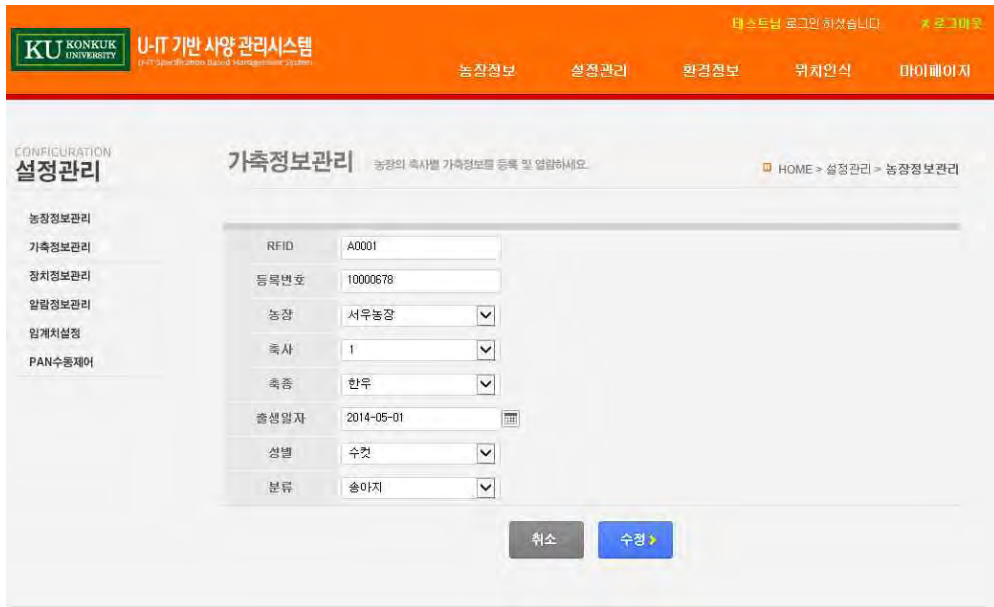 테스트님 로그인 하셨습니다    X 로그아웃
KU KONKUK UNIVERSITY
U-IT 기반 사양 관리시스템
U-IT Specification Based Management System
농장정보    설정관리    환경정보    위치인식    마이페이지
CONFIGURATION
설정관리
농장정보관리
가축정보관리
장치정보관리
알람정보관리
임계치설정
PAN수동제어
가축정보관리    농장의 축사별 가축정보를 등록 및 열람하세요.
HOME > 설정관리 > 농장정보관리
RFID    A0001
등록번호    10000678
농장    서우농장
축사    1
축종    한우
출생일자    2014-05-01
성별    수컷
분류    송아지
취소    수정 >